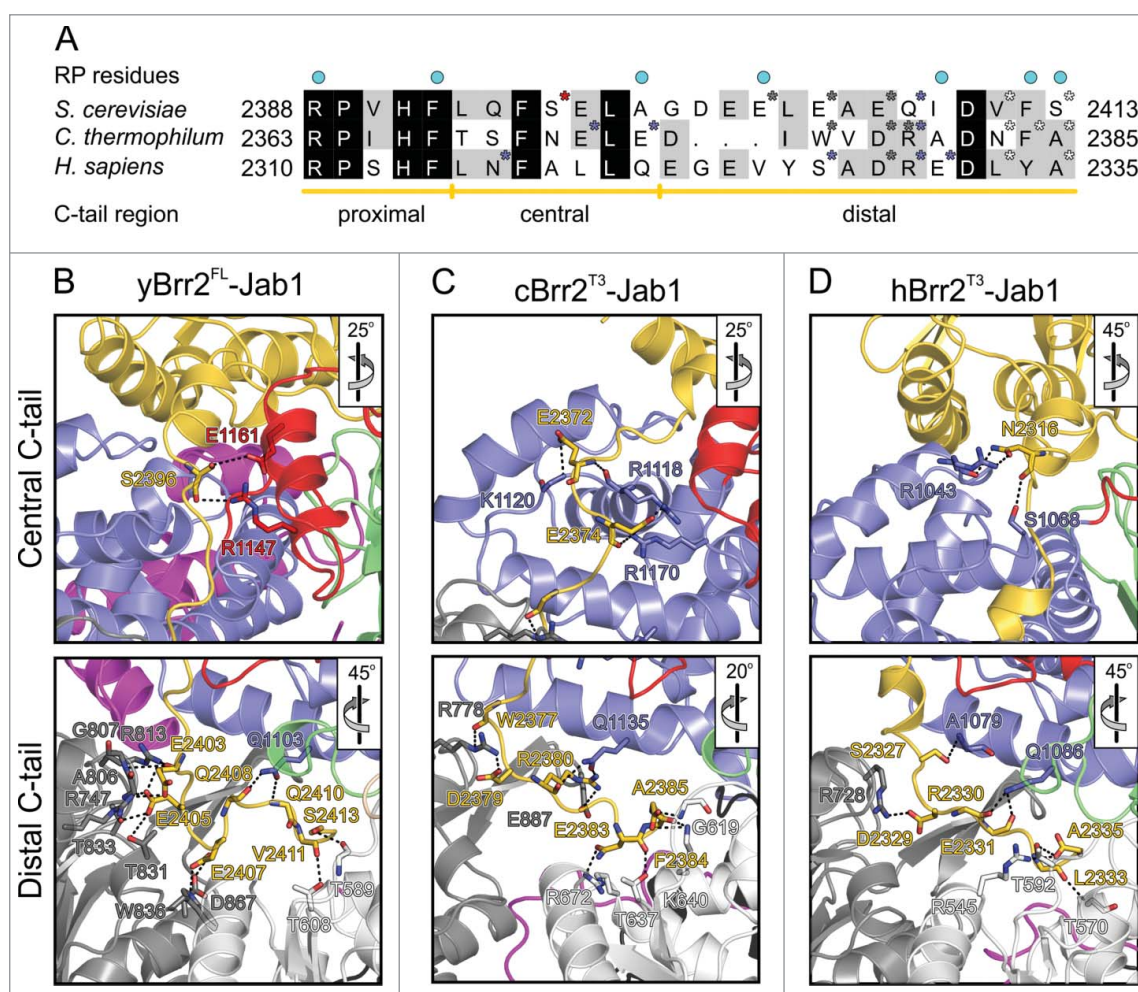 A
RP residues
S. cerevisiae 2388 R P V H F L Q F S E L A G D E E L E A E Q I D V F S 2413
C. thermophilum 2363 R P I H F T S F N E L E D . . . I W V D R A D N F A 2385
H. sapiens 2310 R P S H F L N F A L L Q E G E V Y S A D R E D L Y A 2335
C-tail region proximal central distal
B yBrr2FL-Jab1
C cBrr2T3-Jab1
D hBrr2T3-Jab1
Central C-tail
25°
E1161
S2396
R1147
25°
E2372
R1118
K1120
E2374
R1170
45°
N2316
R1043
S1068
Distal C-tail
45°
G807
R813
E2403
Q1103
A806
Q2408
R747
Q2410
E2405
S2413
T833
V2411
T831
E2407
T589
W836
D867
T608
20°
R778
W2377
Q1135
R2380
A2385
D2379
E887
G619
E2383
F2384
R672
K640
T637
45°
A1079
S2327
Q1086
R728
R2330
A2335
D2329
E2331
L2333
T592
R545
T570